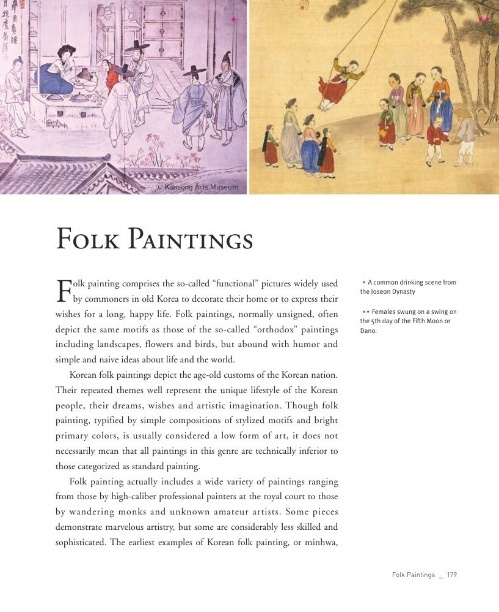 © Kansong Arts Museum
Folk Paintings
Folk painting comprises the so-called "functional" pictures widely used
by commoners in old Korea to decorate their home or to express their
wishes for a long, happy life. Folk paintings, normally unsigned, often
depict the same motifs as those of the so-called "orthodox" paintings
including landscapes, flowers and birds, but abound with humor and
simple and naive ideas about life and the world.
Korean folk paintings depict the age-old customs of the Korean nation.
Their repeated themes well represent the unique lifestyle of the Korean
people, their dreams, wishes and artistic imagination. Though folk
painting, typified by simple compositions of stylized motifs and bright
primary colors, is usually considered a low form of art, it does not
necessarily mean that all paintings in this genre are technically inferior to
those categorized as standard painting.
Folk painting actually includes a wide variety of paintings ranging
from those by high-caliber professional painters at the royal court to those
by wandering monks and unknown amateur artists. Some pieces
demonstrate marvelous artistry, but some are considerably less skilled and
sophisticated. The earliest examples of Korean folk painting, or minhwa,
• A common drinking scene from
the Joseon Dynasty
•• Females swung on a swing on
the 5th day of the Fifth Moon or
Dano.
Folk Paintings _ 179